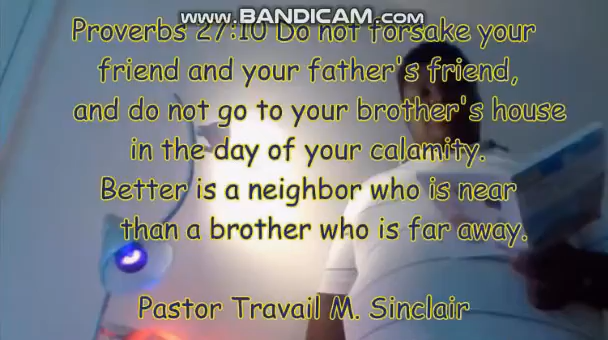 www.BANDICAM.com
Proverbs 27:10 Do not forsake your
friend and your father's friend,
and do not go to your brother's house
in the day of your calamity.
Better is a neighbor who is near
than a brother who is far away.
Pastor Travail M. Sinclair